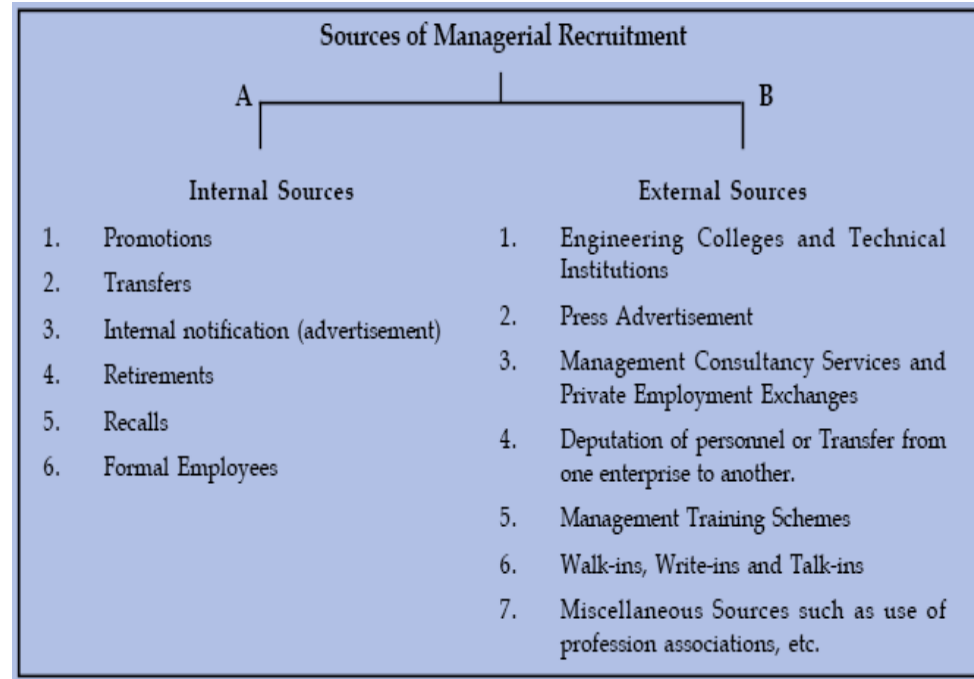 Sources of Managerial Recruitment
A
B
Internal Sources
1. Promotions
2. Transfers
3. Internal notification (advertisement)
4. Retirements
5. Recalls
6. Formal Employees
External Sources
1. Engineering Colleges and Technical
Institutions
2. Press Advertisement
3. Management Consultancy Services and
Private Employment Exchanges
4. Deputation of personnel or Transfer from
one enterprise to another.
5. Management Training Schemes
6. Walk-ins, Write-ins and Talk-ins
7. Miscellaneous Sources such as use of
profession associations, etc.